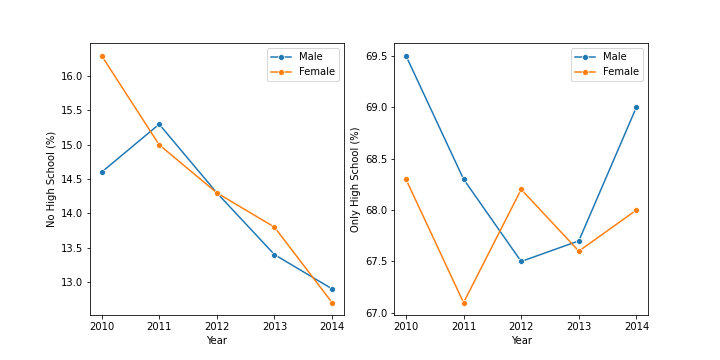 Male
Female
No High School (%)
16.0
15.5
15.0
14.5
14.0
13.5
13.0
2010 2011 2012 2013 2014
Year
Male
Female
Only High School (%)
69.5
69.0
68.5
68.0
67.5
67.0
2010 2011 2012 2013 2014
Year